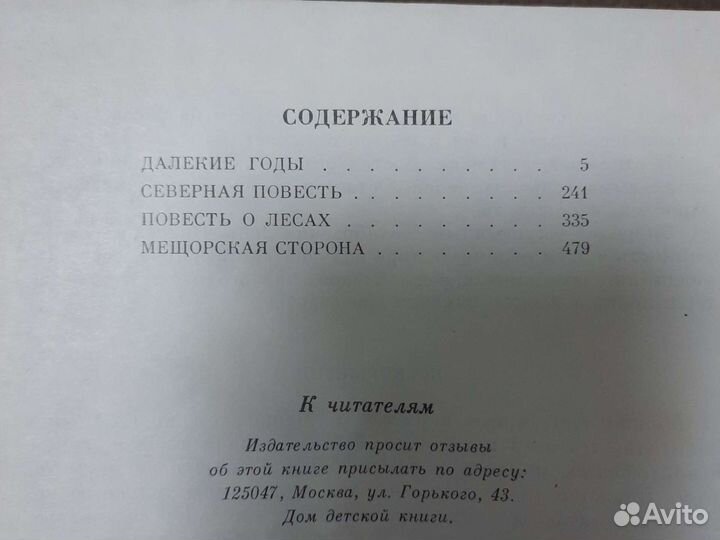 СОДЕРЖАНИЕ
ДАЛЕКИЕ ГОДЫ . . . . . . . . . . 5
СЕВЕРНАЯ ПОВЕСТЬ . . . . . . . . . 241
ПОВЕСТЬ О ЛЕСАХ . . . . . . . . . 335
МЕЩОРСКАЯ СТОРОНА . . . . . . . . 479
К читателям
Издательство просит отзывы
об этой книге присылать по адресу:
125047, Москва, ул. Горького, 43.
Дом детской книги.
Avito